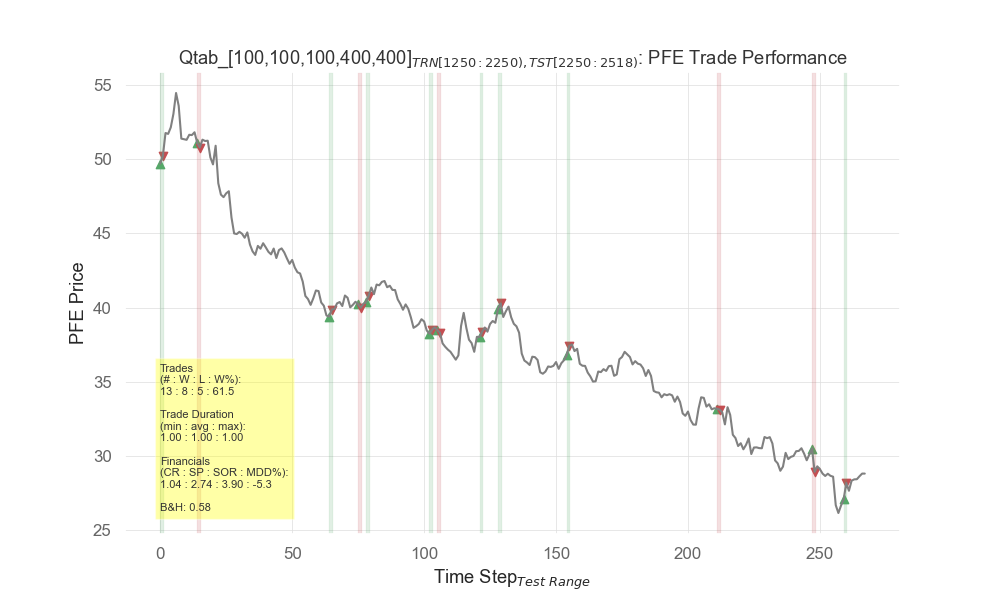 Qtab_[100,100,100,400,400]TRN[1250:2250),TST[2250:2518): PFE Trade Performance
55
50
45
40
35
30
25
PFE Price
Trades
(# : W : L : W%):
13 : 8 : 5 : 61.5
Trade Duration
(min : avg : max):
1.00 : 1.00 : 1.00
Financials
(CR : SP : SOR : MDD%):
1.04 : 2.74 : 3.90 : -5.3
B&H: 0.58
0 50 100 150 200 250
Time StepTest Range